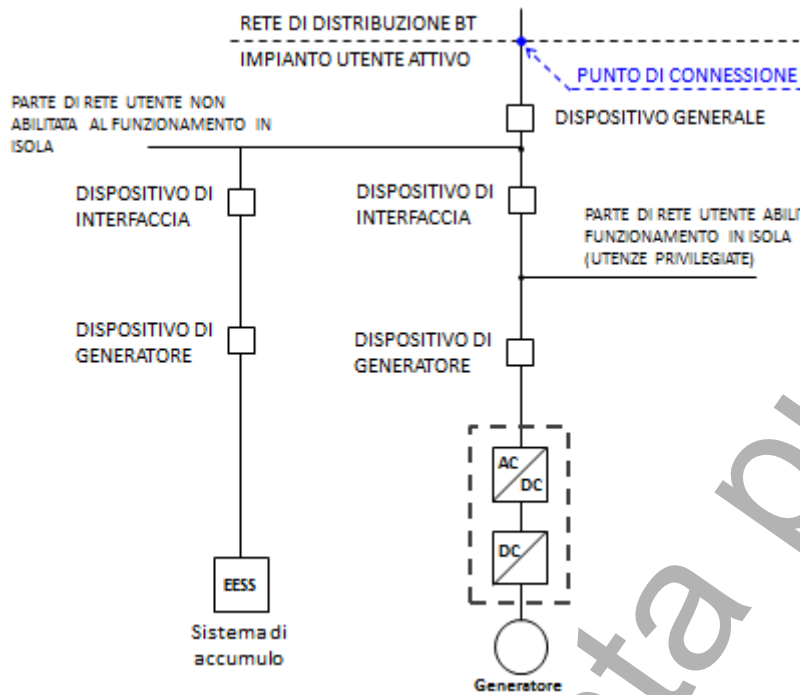 RETE DI DISTRIBUZIONE BT
IMPIANTO UTENTE ATTIVO
PUNTO DI CONNESSIONE
PARTE DI RETE UTENTE NON
ABILITATA AL FUNZIONAMENTO IN
ISOLA
DISPOSITIVO GENERALE
DISPOSITIVO DI
INTERFACCIA
DISPOSITIVO DI
INTERFACCIA
PARTE DI RETE UTENTE
FUNZIONAMENTO IN ISOLA
(UTENZE PRIVILEGIATE)
DISPOSITIVO DI
GENERATORE
DISPOSITIVO DI
GENERATORE
AC
DC
DC
EESS
Sistema di
accumulo
Generatore